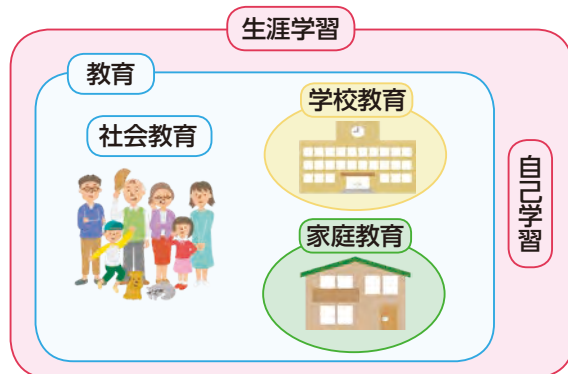 生涯学習
教育
社会教育
学校教育
家庭教育
自己学習